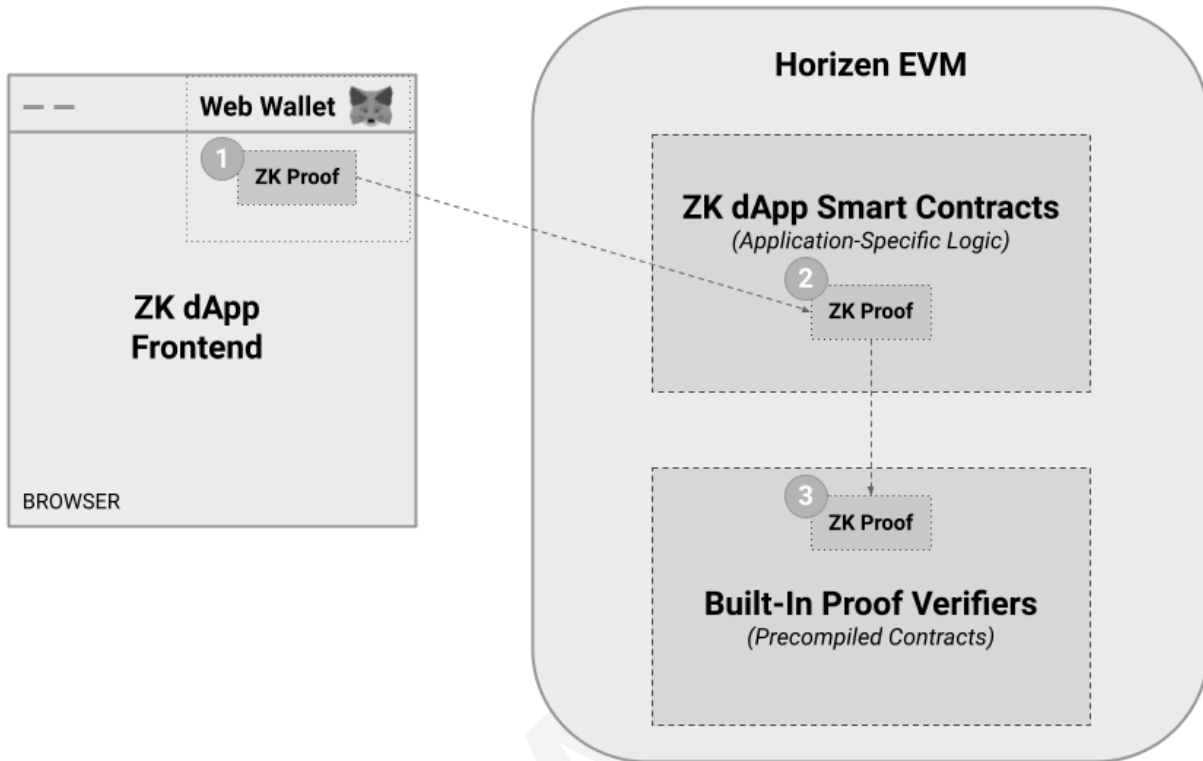 Web Wallet
1
ZK Proof
ZK dApp
Frontend
BROWSER
Horizen EVM
ZK dApp Smart Contracts
(Application-Specific Logic)
2
ZK Proof
3
ZK Proof
Built-In Proof Verifiers
(Precompiled Contracts)